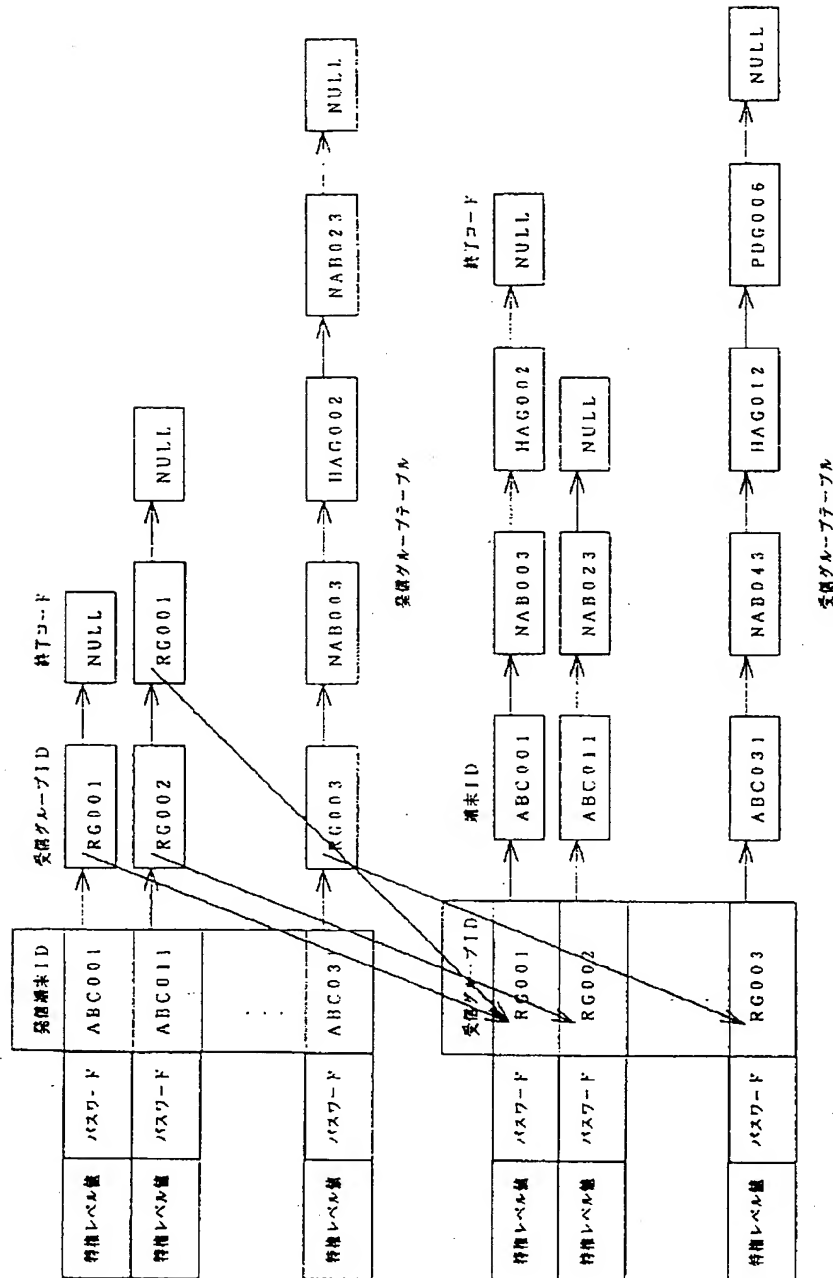 発信端末ID 受信グループID 終了コード
特権レベル値 パスワード ABC001 RG001 NULL
特権レベル値 パスワード ABC011 RG002 RG001 NULL
特権レベル値 パスワード ABC031 RG003 NAB003 HAG002 NAB023 NULL
発信グループテーブル
受信グループID 端末ID 終了コード
特権レベル値 パスワード RG001 ABC001 NAB003 HAG002 NULL
特権レベル値 パスワード RG002 ABC011 NAB023 NULL
特権レベル値 パスワード RG003 ABC031 NAB043 HAG012 PDG006 NULL
受信グループテーブル